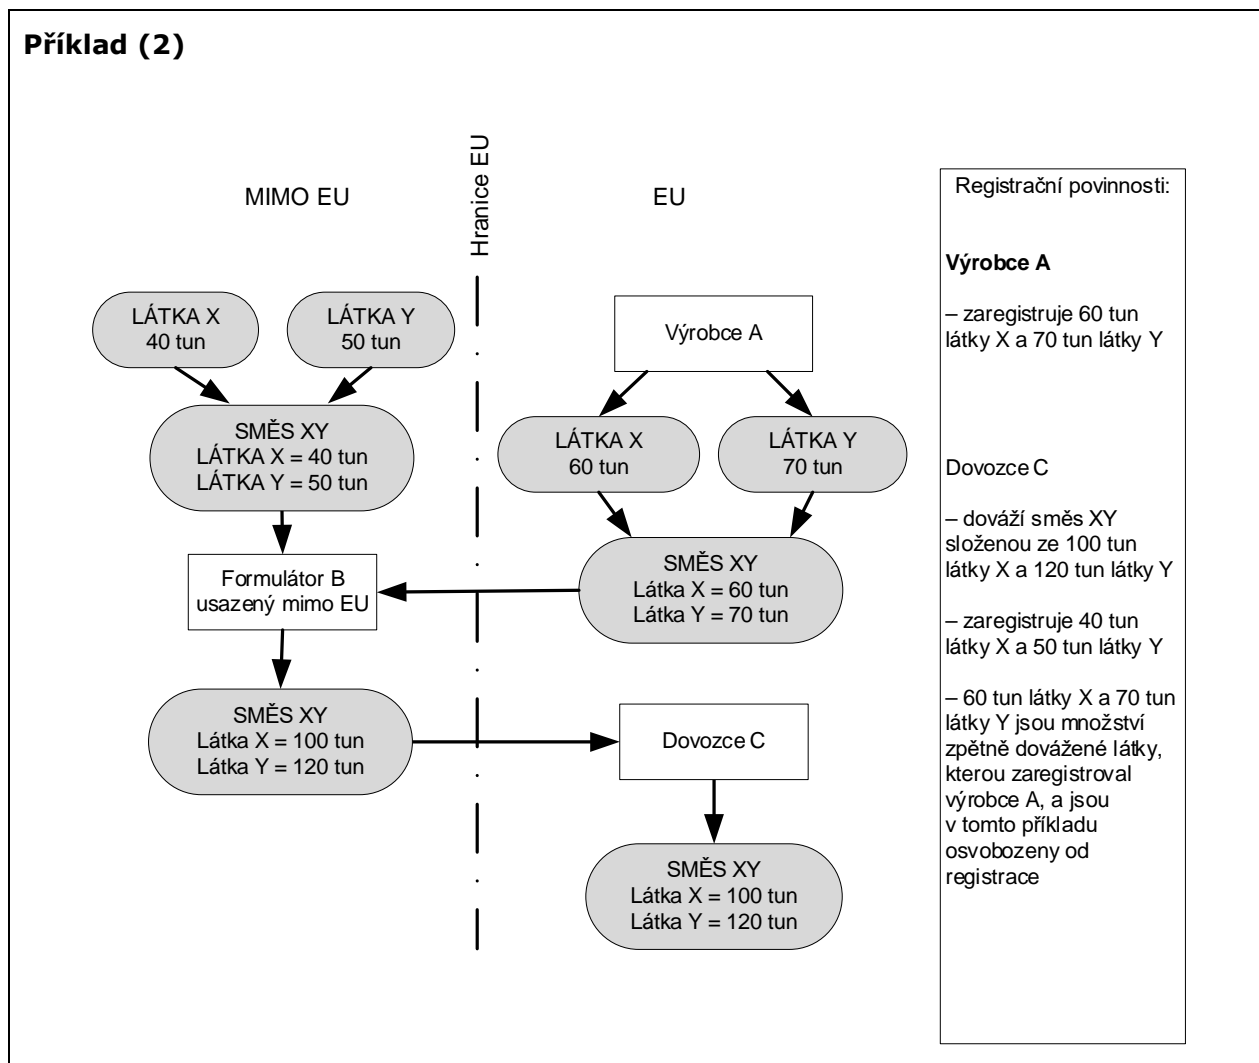 Příklad (2)
MIMO EU
Hranice EU
EU
LÁTKA X
40 tun
LÁTKA Y
50 tun
SMĚS XY
LÁTKA X = 40 tun
LÁTKA Y = 50 tun
Formulátor B
usazený mimo EU
SMĚS XY
Látka X = 100 tun
Látka Y = 120 tun
Výrobce A
LÁTKA X
60 tun
LÁTKA Y
70 tun
SMĚS XY
Látka X = 60 tun
Látka Y = 70 tun
Dovozce C
SMĚS XY
Látka X = 100 tun
Látka Y = 120 tun
Registrační povinnosti:
Výrobce A
– zaregistruje 60 tun
látky X a 70 tun látky Y
Dovozce C
– dováží směs XY
složenou ze 100 tun
látky X a 120 tun látky Y
– zaregistruje 40 tun
látky X a 50 tun látky Y
– 60 tun látky X a 70 tun
látky Y jsou množství
zpětně dovážené látky,
kterou zaregistroval
výrobce A, a jsou
v tomto příkladu
osvobozeny od
registrace